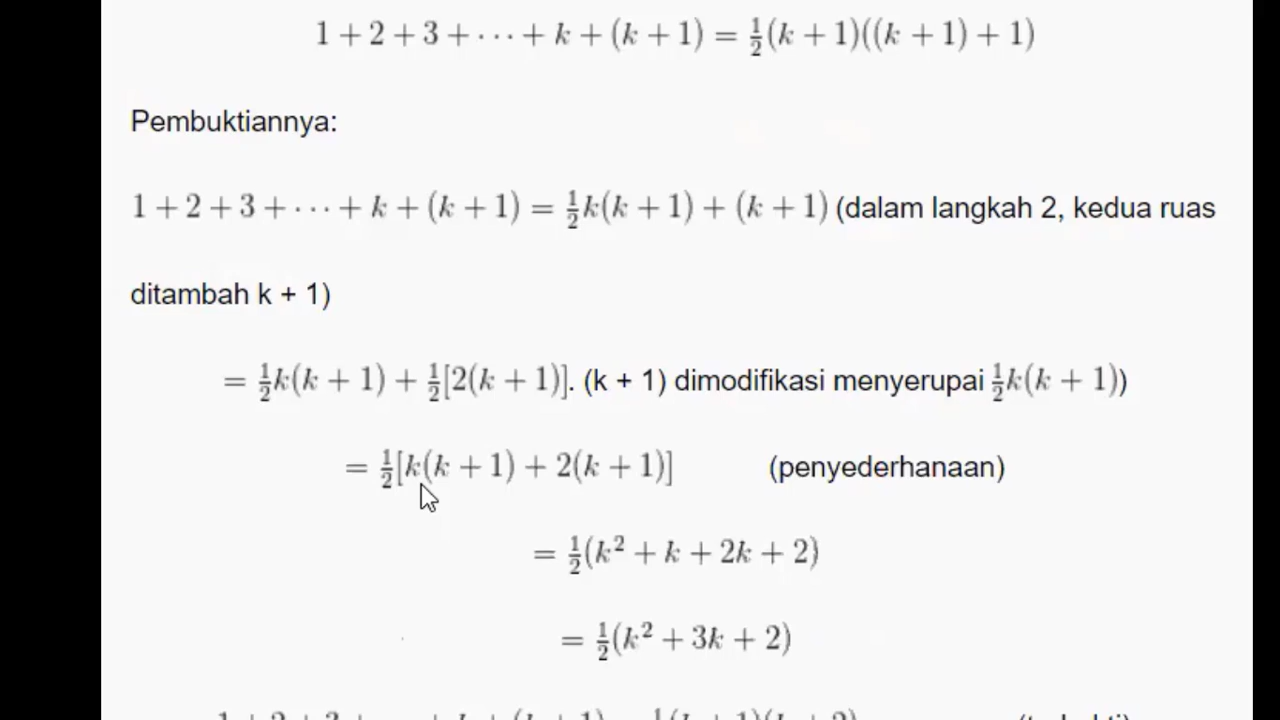 1 + 2 + 3 + ⋯ + k + (k + 1) = ½(k + 1)((k + 1) + 1)
Pembuktiannya:
1 + 2 + 3 + ⋯ + k + (k + 1) = ½k(k + 1) + (k + 1) (dalam langkah 2, kedua ruas
ditambah k + 1)
= ½k(k + 1) + ½[2(k + 1)]. (k + 1) dimodifikasi menyerupai ½k(k + 1))
= ½[k(k + 1) + 2(k + 1)] (penyederhanaan)
= ½(k² + k + 2k + 2)
= ½(k² + 3k + 2)